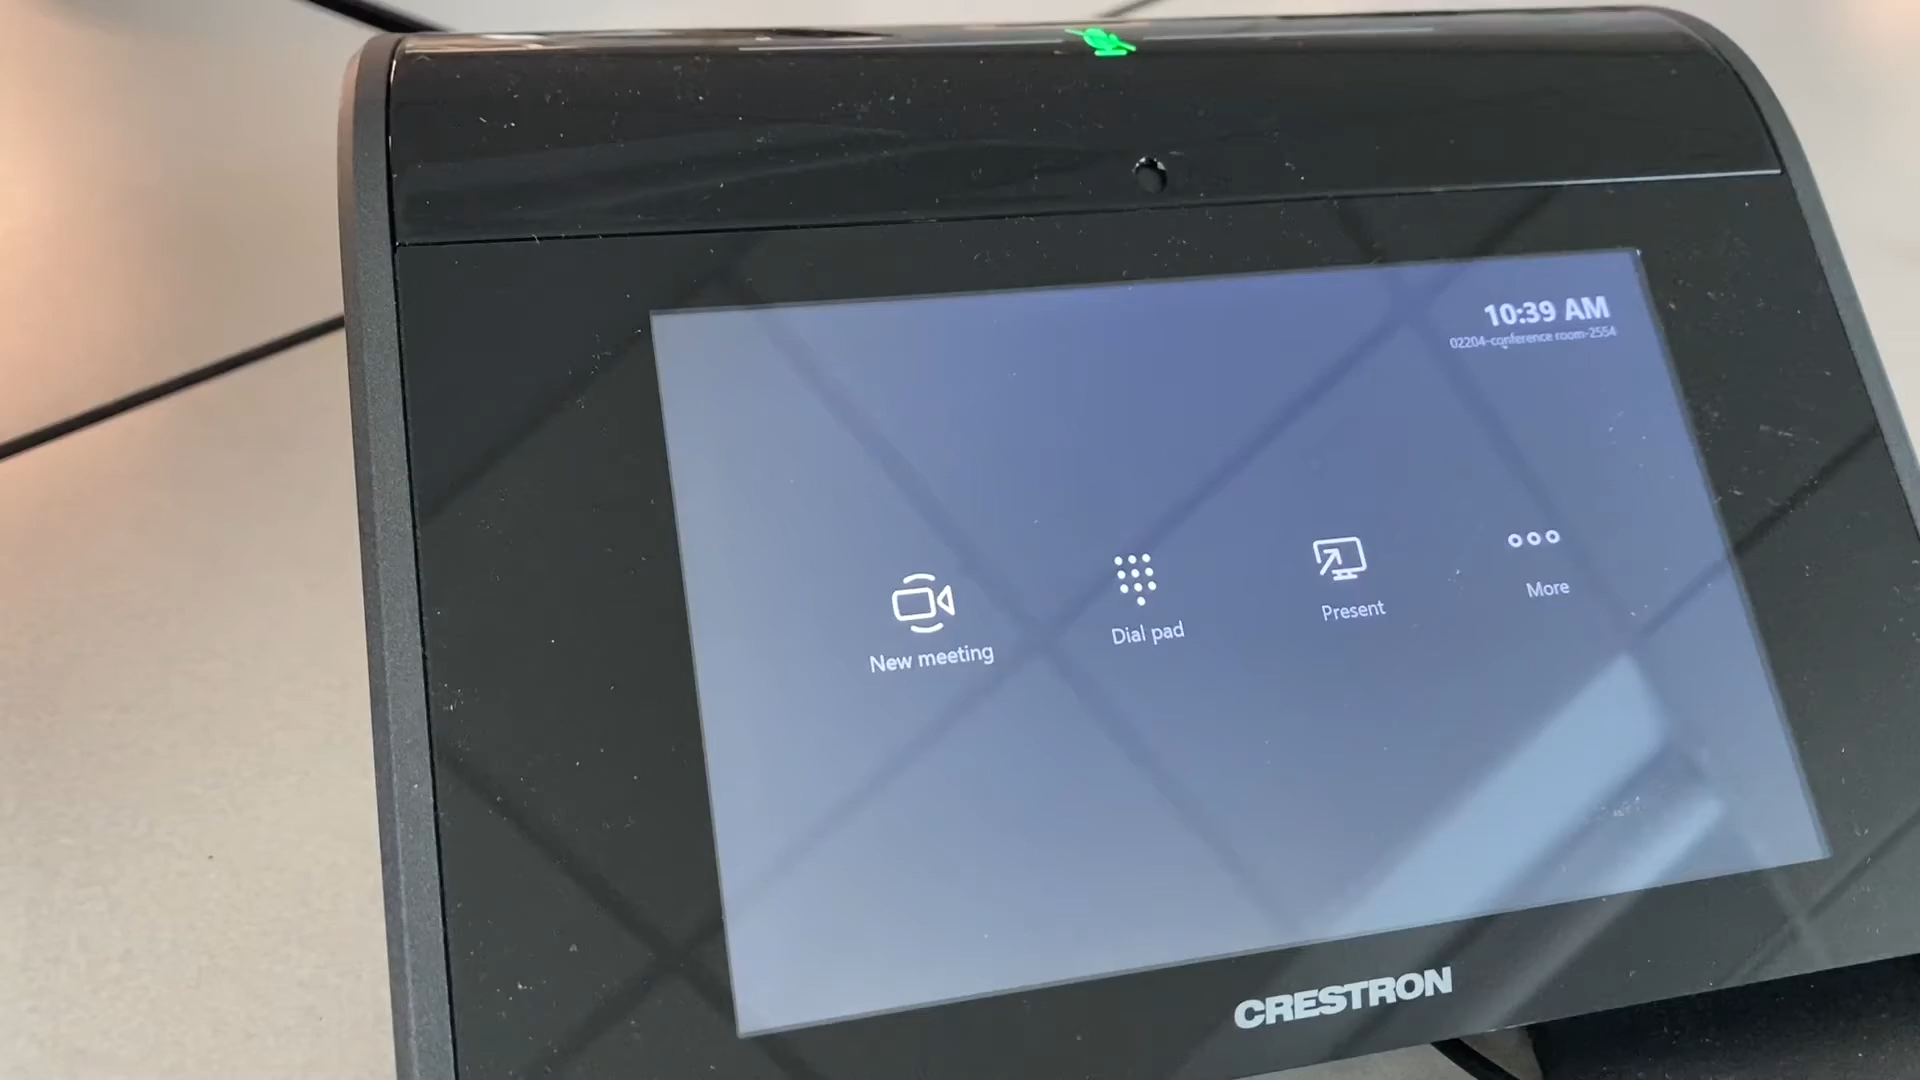 10:39 AM
02204-conference room-2554
New meeting
Dial pad
Present
More
CRESTRON